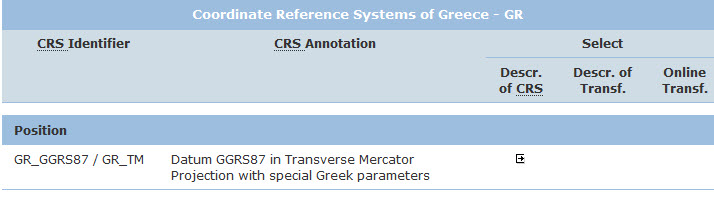 Coordinate Reference Systems of Greece - GR
CRS Identifier
CRS Annotation
Select
Descr. of CRS
Descr. of Transf.
Online Transf.
Position
GR_GGRS87 / GR_TM
Datum GGRS87 in Transverse Mercator
Projection with special Greek parameters